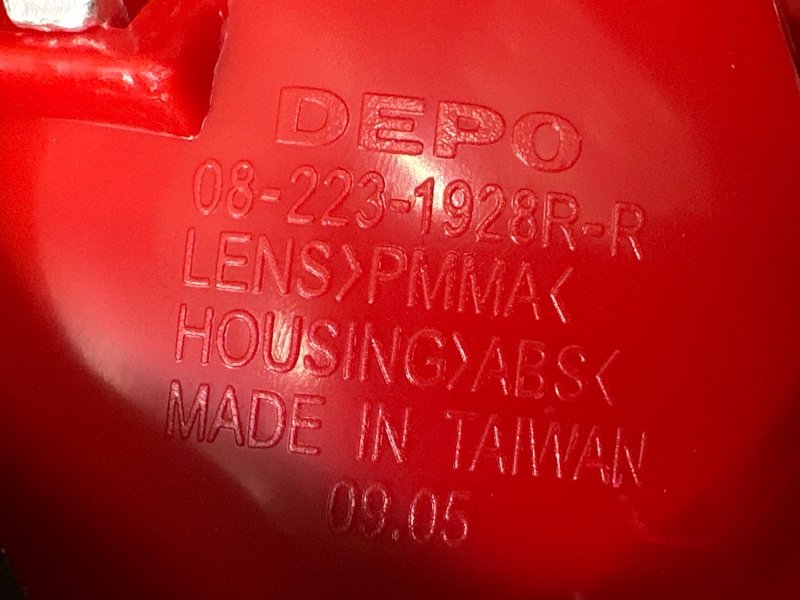 DEPO
08-223-1928R-R
LENS>PMMA<
HOUSING>ABS<
MADE IN TAIWAN
09.05